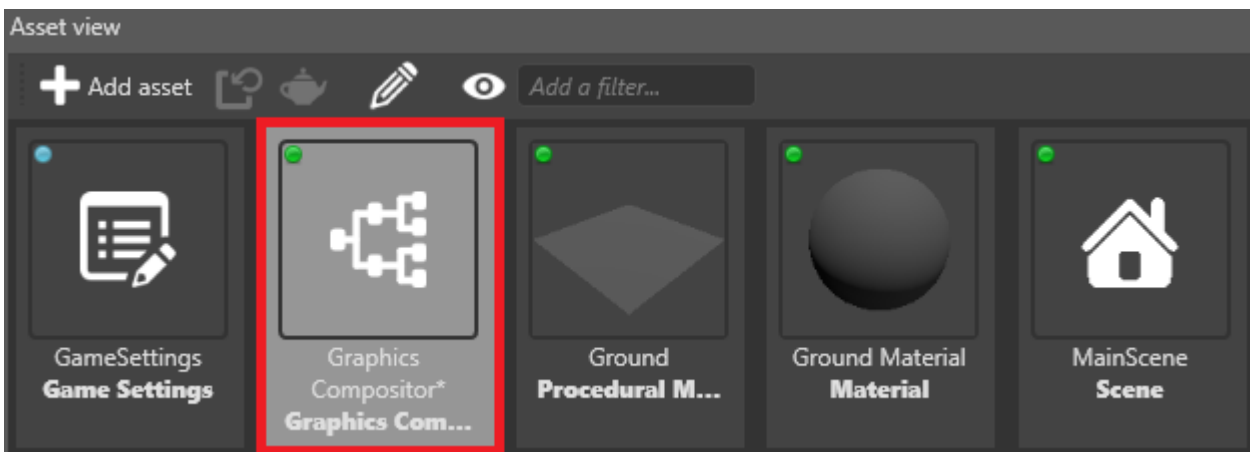 Asset view
Add asset
Add a filter...
GameSettings
Game Settings
Graphics
Compositor*
Graphics Com...
Ground
Procedural M...
Ground Material
Material
MainScene
Scene